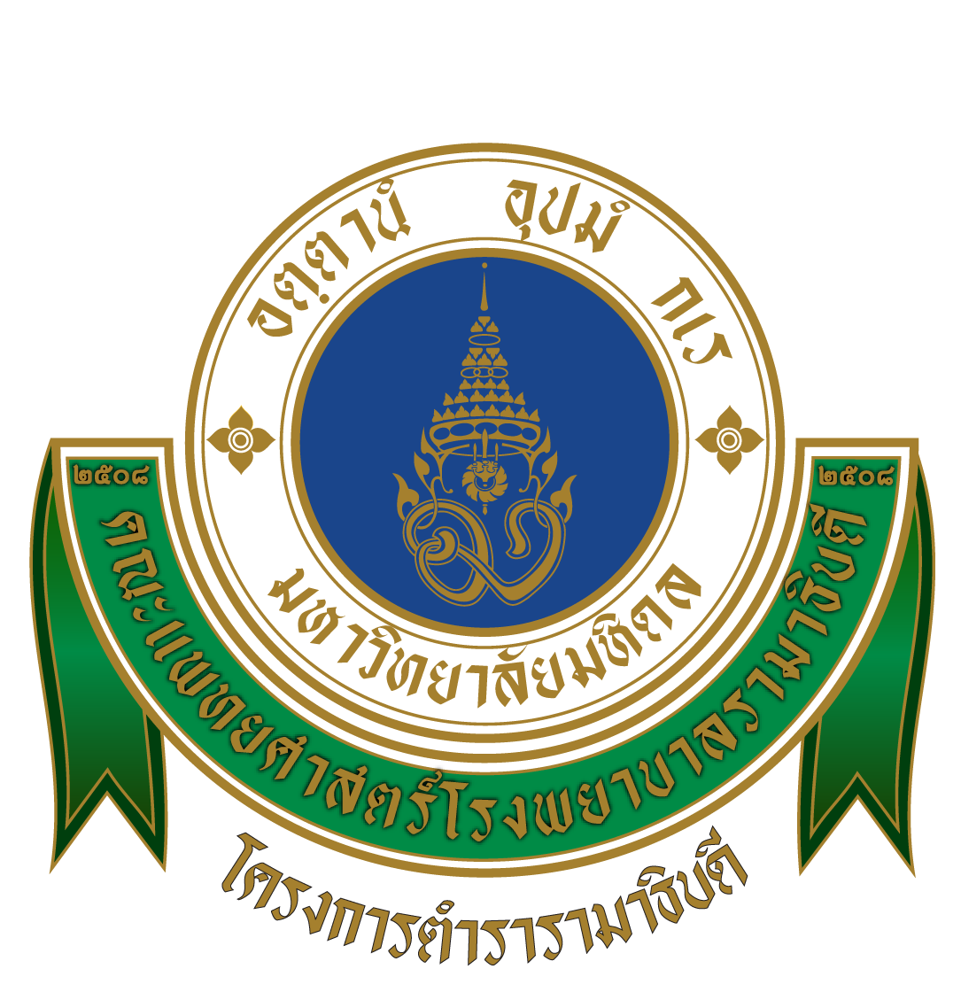 อตฺตานํ อุปมํ กเร
มหาวิทยาลัยมหิดล
๒๕๐๘
๒๕๐๘
คณะแพทยศาสตร์โรงพยาบาลรามาธิบดี
โครงการตำรารามาธิบดี